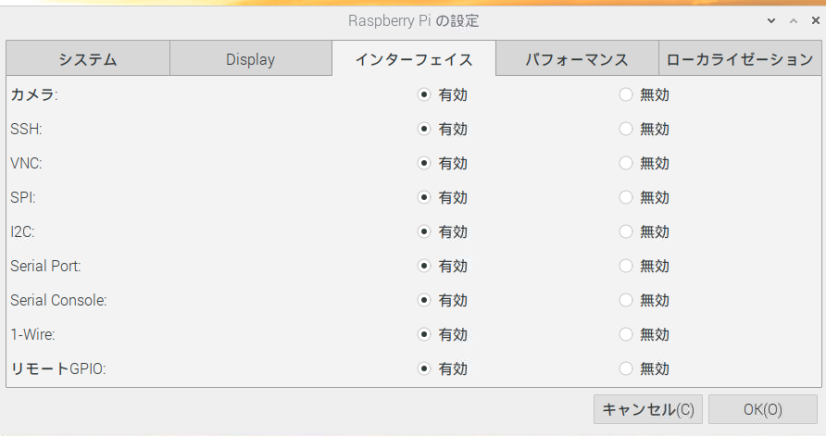 Raspberry Pi の設定
システム Display インターフェイス パフォーマンス ローカライゼーション
カメラ: 有効 無効
SSH: 有効 無効
VNC: 有効 無効
SPI: 有効 無効
I2C: 有効 無効
Serial Port: 有効 無効
Serial Console: 有効 無効
1-Wire: 有効 無効
リモートGPIO: 有効 無効
キャンセル(C) OK(O)